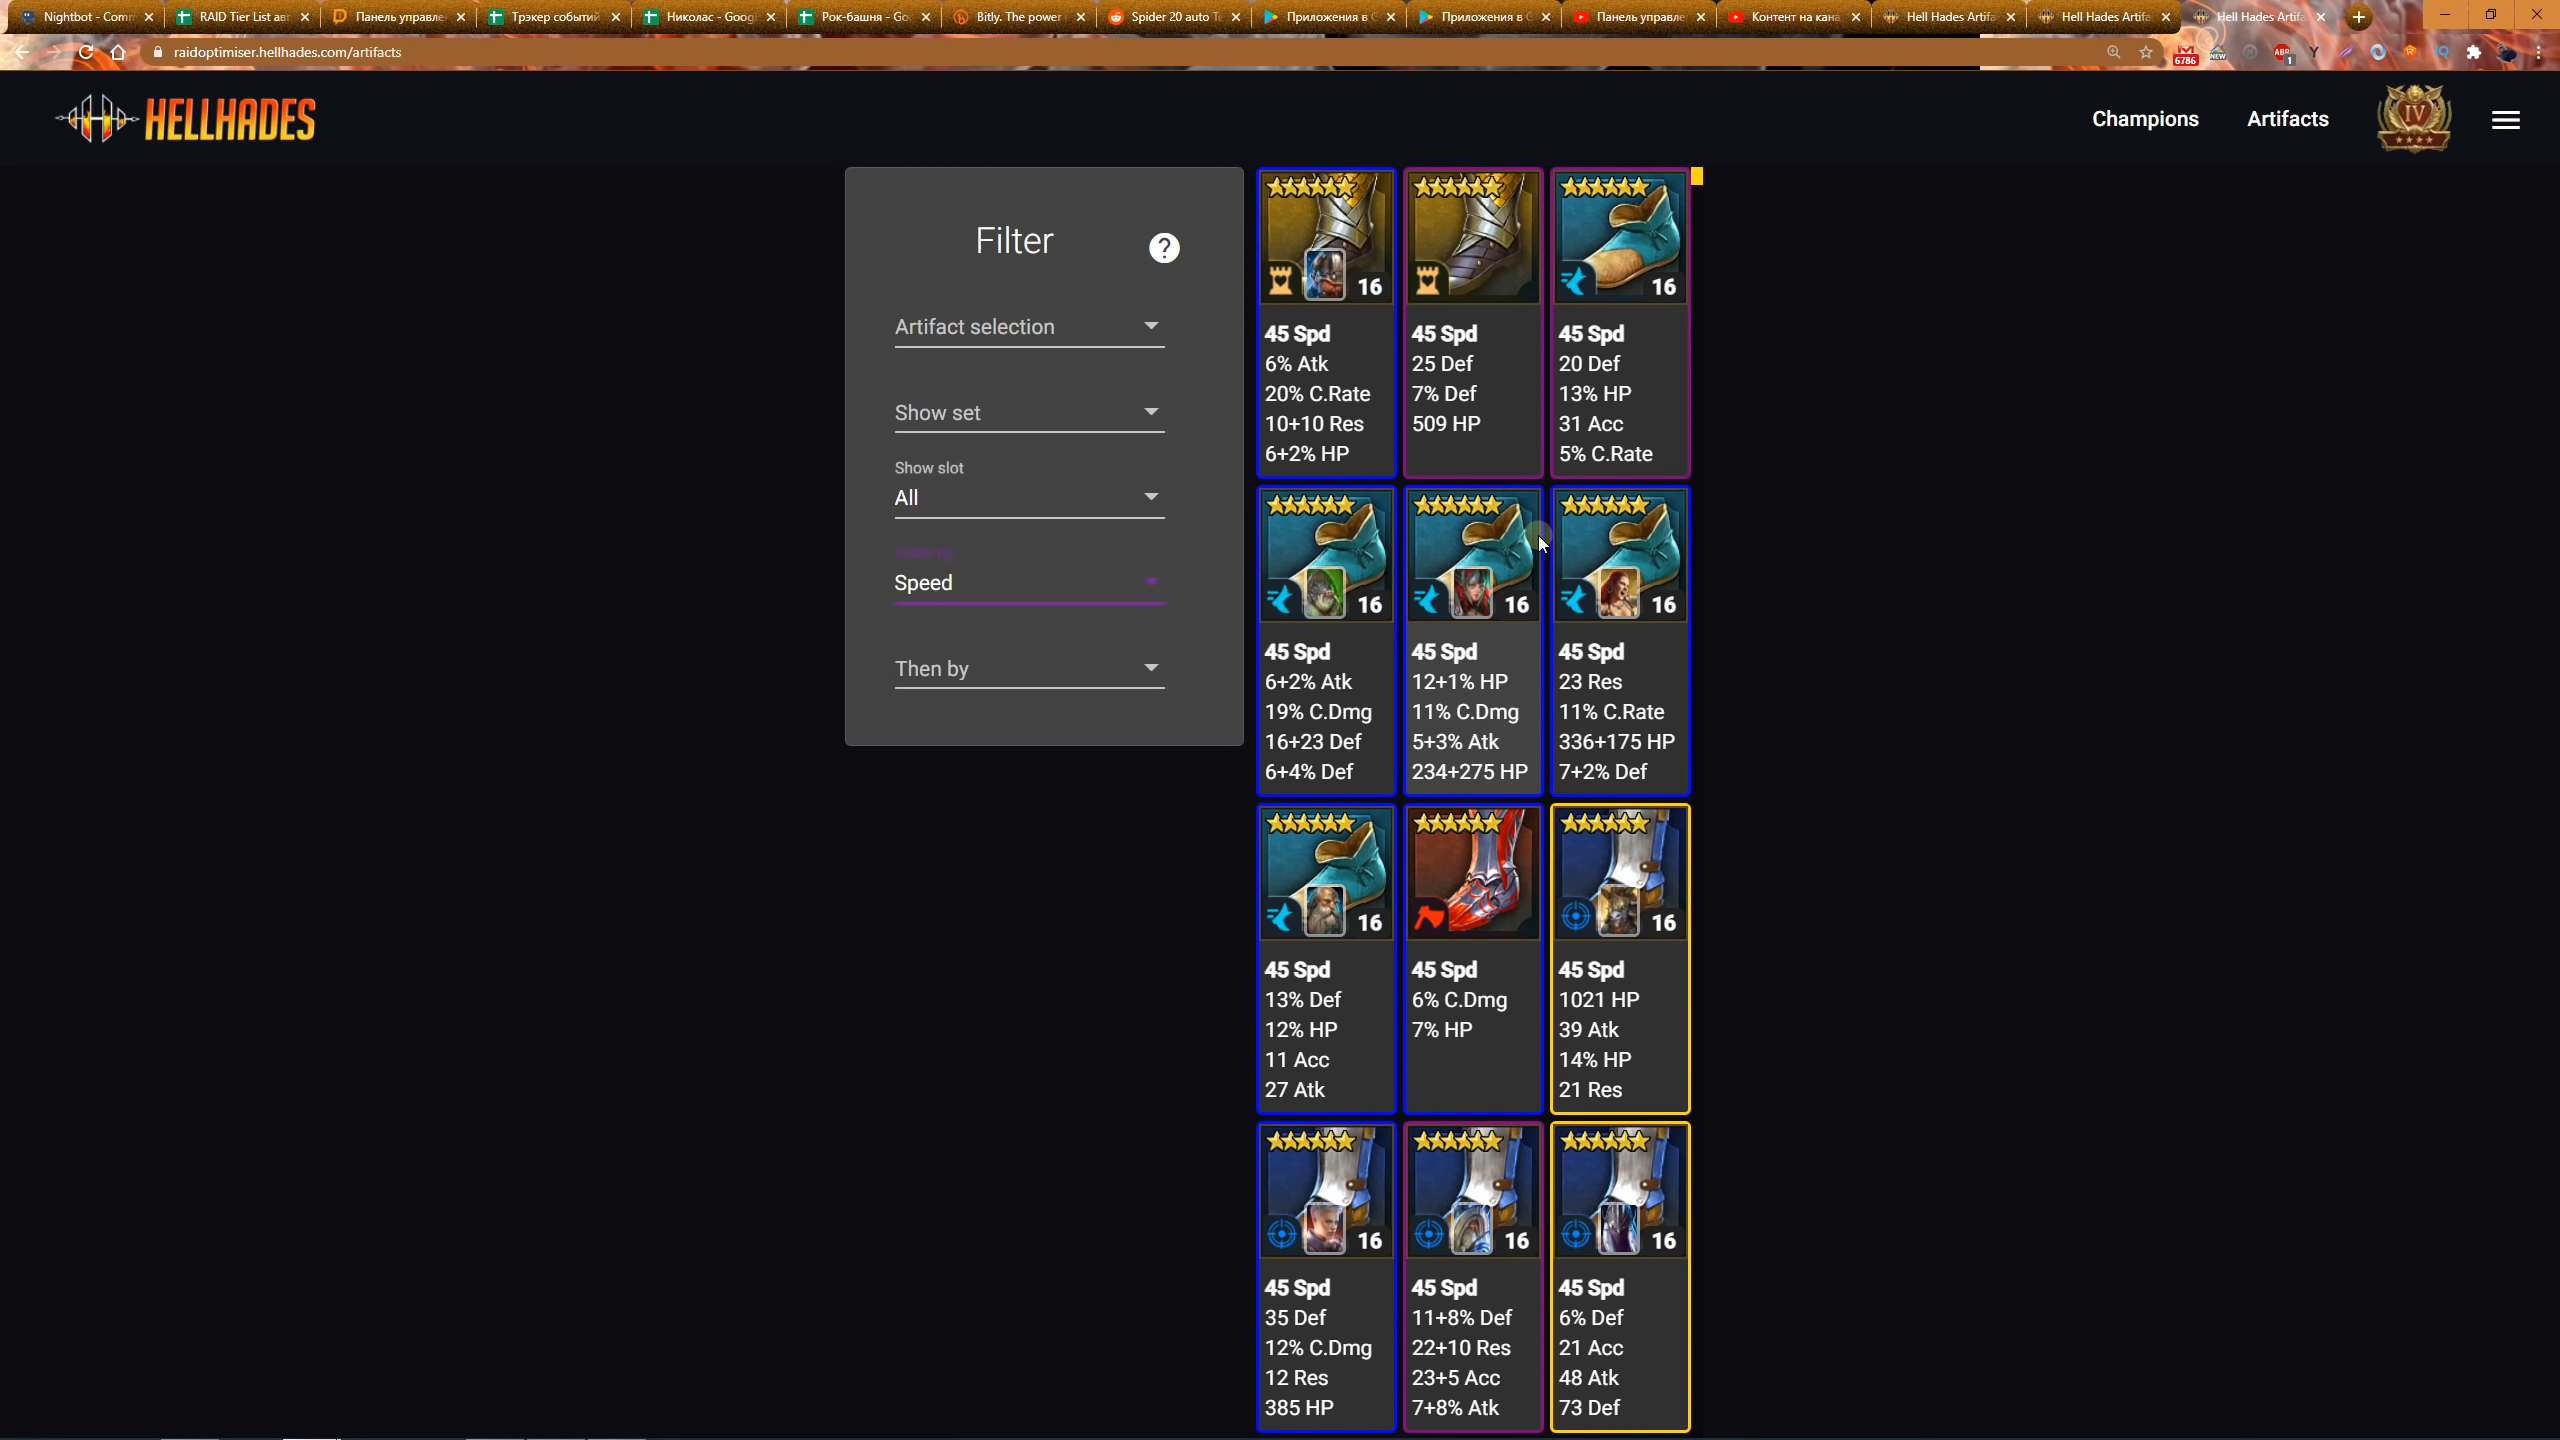 Nightbot - Com
RAID Tier List ав
Панель управле
Трэкер событий
Николас - Goog
Рок-башня - Go
Bitly. The power
Spider 20 auto
Приложения в
Приложения в
Панель управле
Контент на кана
Hell Hades Artifa
Hell Hades Artifa
Hell Hades Artifa
raidoptimiser.hellhades.com/artifacts
6786
NEW
ABP
1
HELLHADES
Champions
Artifacts
IV
Filter
?
Artifact selection
Show set
Show slot
All
Order by
Speed
Then by
16
16
45 Spd
6% Atk
20% C.Rate
10+10 Res
6+2% HP
45 Spd
25 Def
7% Def
509 HP
45 Spd
20 Def
13% HP
31 Acc
5% C.Rate
16
16
16
45 Spd
6+2% Atk
19% C.Dmg
16+23 Def
6+4% Def
45 Spd
12+1% HP
11% C.Dmg
5+3% Atk
234+275 HP
45 Spd
23 Res
11% C.Rate
336+175 HP
7+2% Def
16
16
45 Spd
13% Def
12% HP
11 Acc
27 Atk
45 Spd
6% C.Dmg
7% HP
45 Spd
1021 HP
39 Atk
14% HP
21 Res
16
16
16
45 Spd
35 Def
12% C.Dmg
12 Res
385 HP
45 Spd
11+8% Def
22+10 Res
23+5 Acc
7+8% Atk
45 Spd
6% Def
21 Acc
48 Atk
73 Def